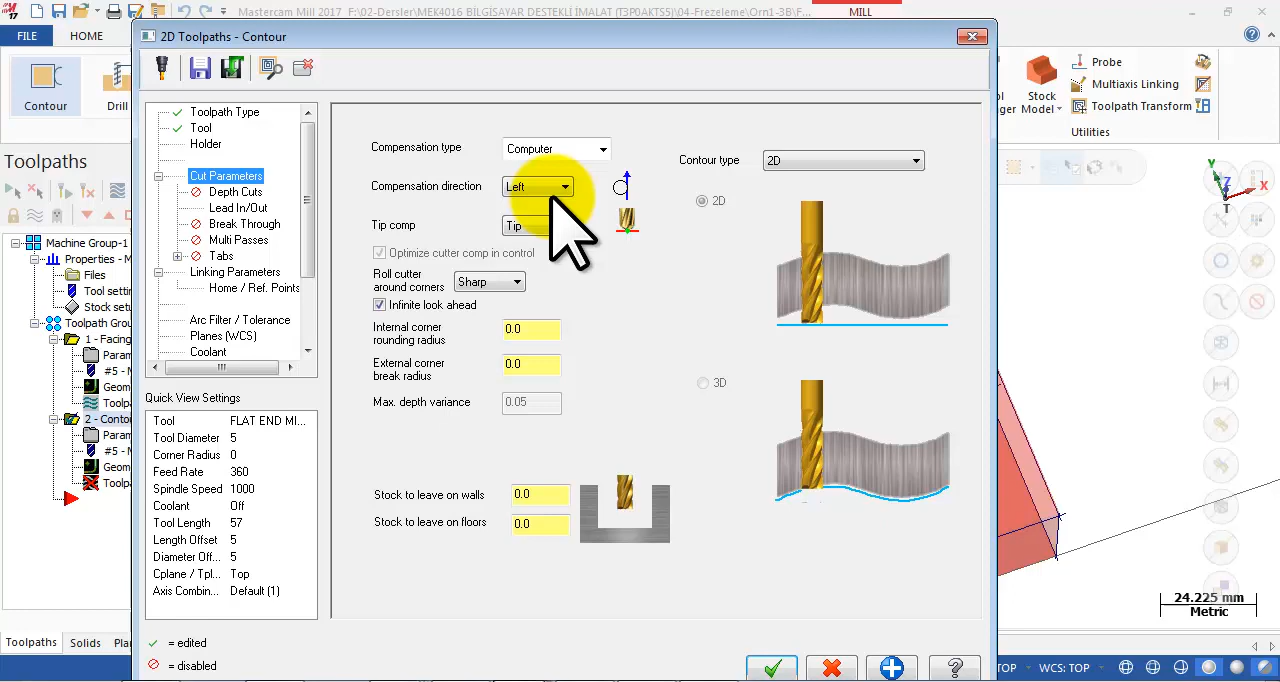 Mastercam Mill 2017 F:\02-Dersler\MEK4016 BİLGİSAYAR DESTEKLİ İMALAT (T3P0AKTS5)\04-Frezeleme\Orn1-3B\F...
MILL
17
FILE
HOME
2D Toolpaths - Contour
Contour
Drill
Stock
Model
Probe
Multiaxis Linking
Toolpath Transform
Utilities
Toolpaths
Machine Group-1
Properties - M
Files
Tool setti
Stock setu
Toolpath Grou
1 - Facing
Param
#5 - M
Geom
Toolp
2 - Conto
Param
#5 - M
Geom
Toolp
Toolpaths
Solids
Plan
Toolpath Type
Tool
Holder
Cut Parameters
Depth Cuts
Lead In/Out
Break Through
Multi Passes
Tabs
Linking Parameters
Home / Ref. Points
Arc Filter / Tolerance
Planes (WCS)
Coolant
Quick View Settings
Tool FLAT END MI...
Tool Diameter 5
Corner Radius 0
Feed Rate 360
Spindle Speed 1000
Coolant Off
Tool Length 57
Length Offset 5
Diameter Off... 5
Cplane / Tpl... Top
Axis Combin... Default (1)
= edited
= disabled
Compensation type Computer
Compensation direction Left
Tip comp Tip
Optimize cutter comp in control
Roll cutter
around corners Sharp
Infinite look ahead
Internal corner
rounding radius 0.0
External corner
break radius 0.0
Max. depth variance 0.05
Stock to leave on walls 0.0
Stock to leave on floors 0.0
Contour type 2D
2D
3D
Y
Z
X
T
24.225 mm
Metric
TOP
WCS: TOP